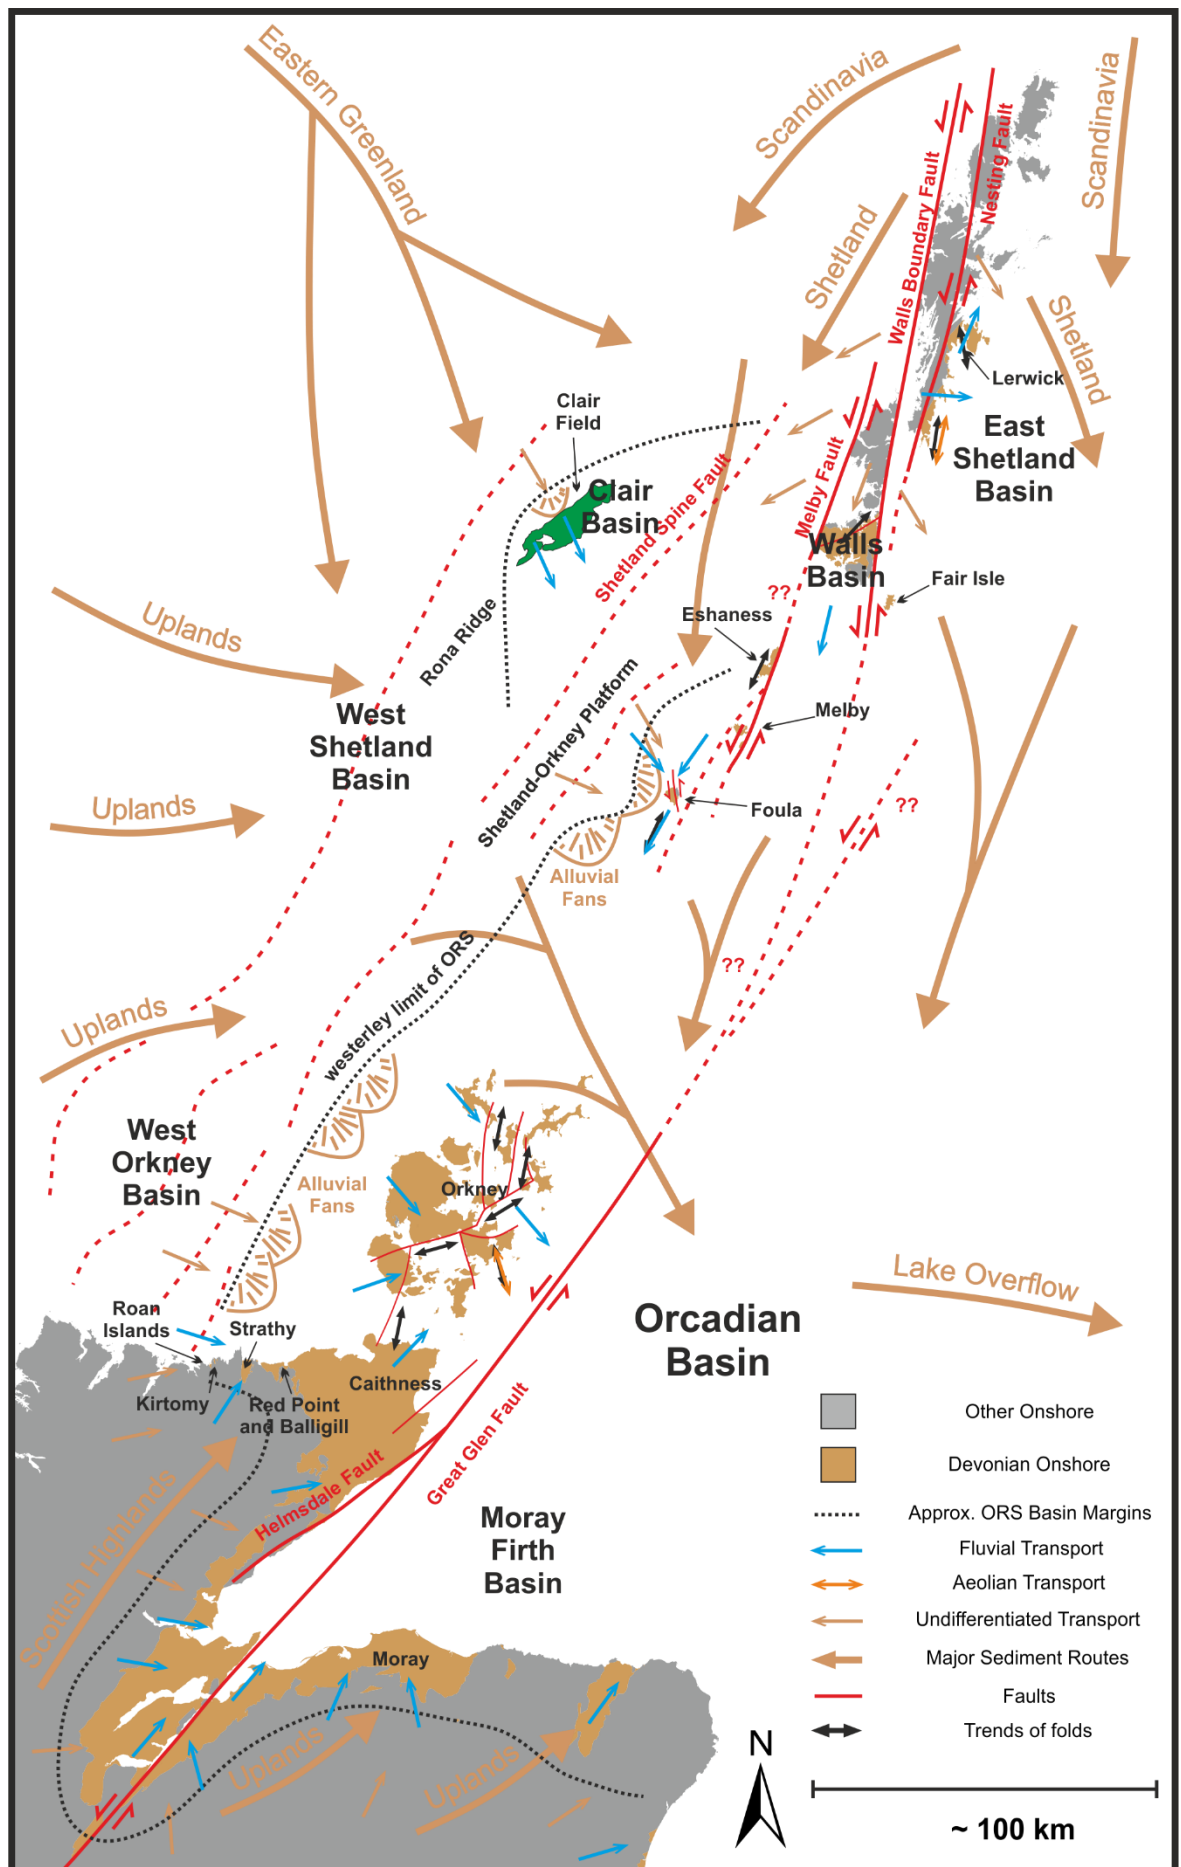 Eastern Greenland
Scandinavia
Scandinavia
Shetland
Walls Boundary Fault
Nesting Fault
Shetland
Lerwick
East
Shetland
Basin
Clair
Field
Clair
Basin
Shetland Spine Fault
Melby Fault
Walls
Basin
Fair Isle
??
Eshaness
Rona Ridge
Uplands
West
Shetland
Basin
Melby
Shetland-Orkney Platform
Foula
??
Uplands
Alluvial
Fans
??
westerley limit of ORS
Uplands
West
Orkney
Basin
Alluvial
Fans
Orkney
Lake Overflow
Orcadian
Basin
Roan
Islands
Strathy
Kirtomy
Red Point
and Balligill
Caithness
Great Glen Fault
Helmsdale Fault
Scottish Highlands
Moray
Firth
Basin
Moray
Uplands
Uplands
Other Onshore
Devonian Onshore
Approx. ORS Basin Margins
Fluvial Transport
Aeolian Transport
Undifferentiated Transport
Major Sediment Routes
Faults
Trends of folds
N
~ 100 km